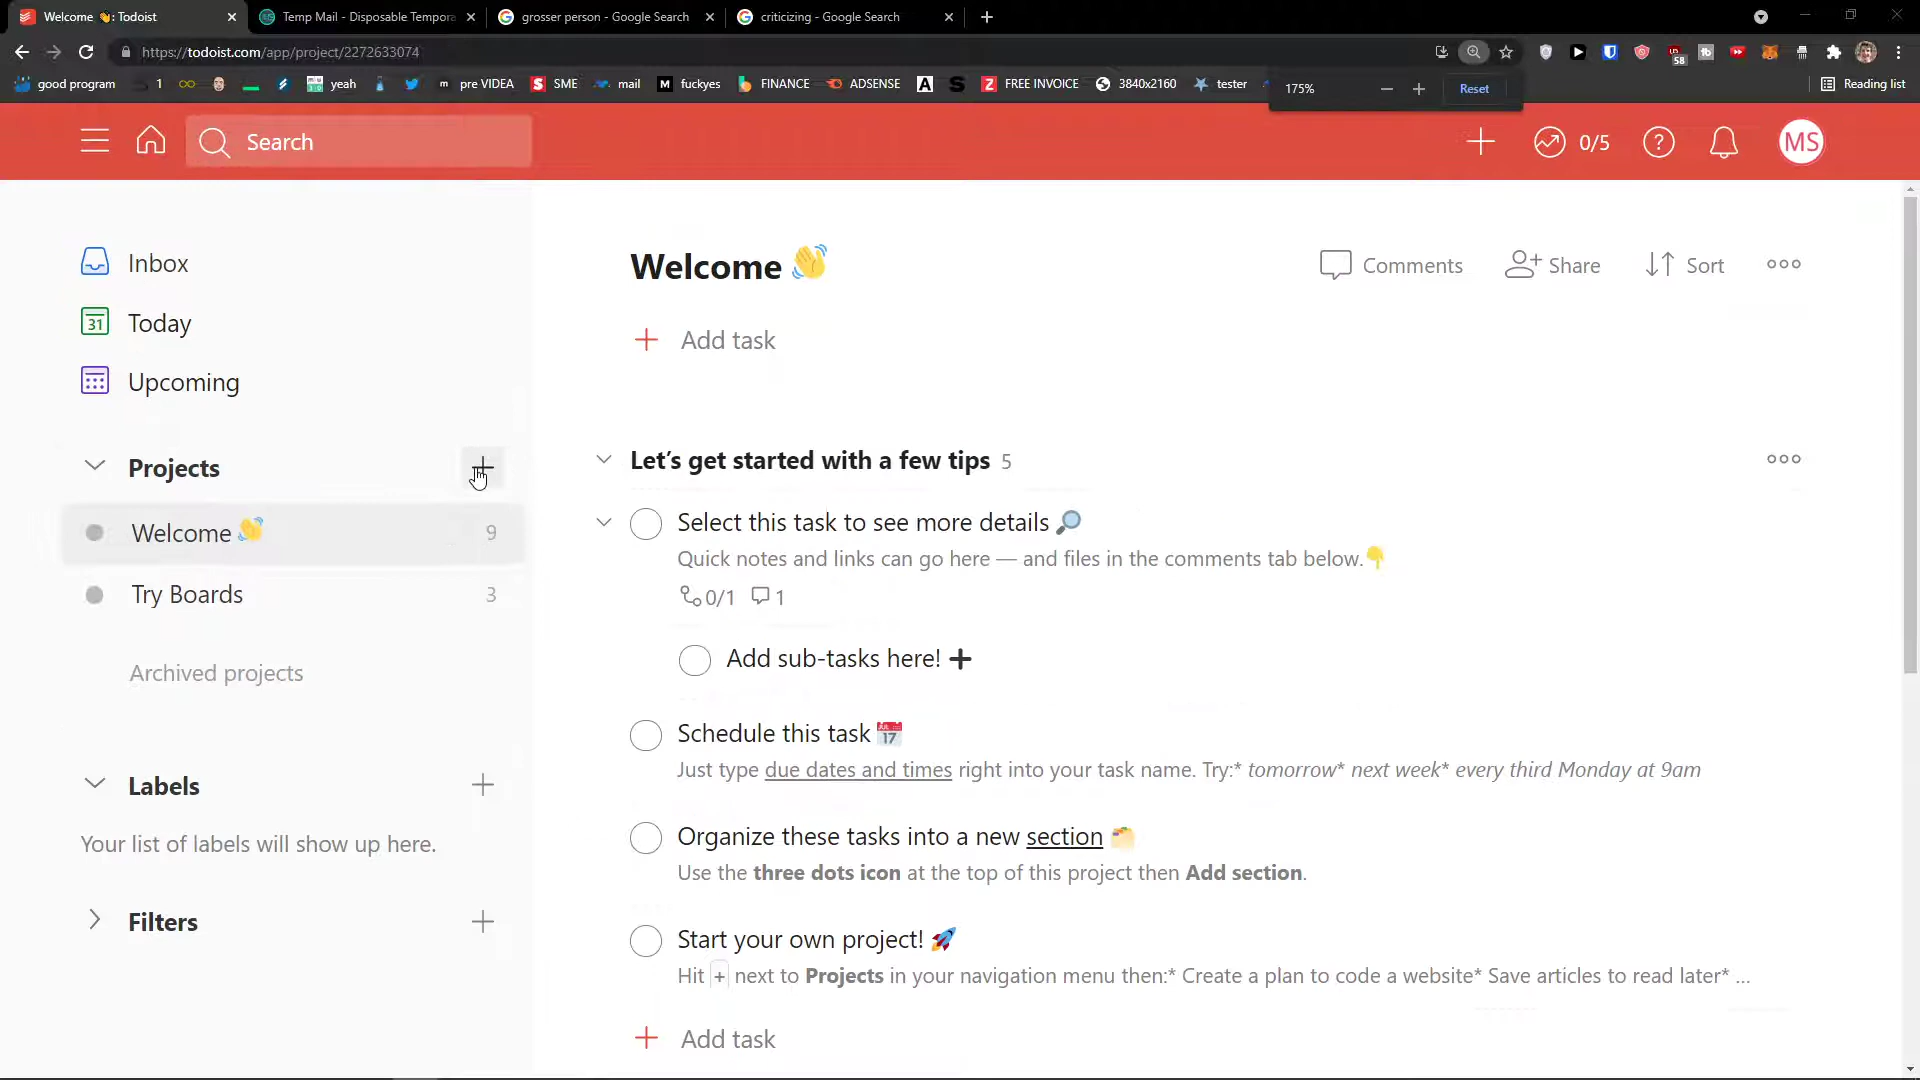 Welcome 👋: Todoist
Temp Mail - Disposable Tempora
grosser person - Google Search
criticizing - Google Search
https://todoist.com/app/project/2272633074
58
good program
1
yeah
pre VIDEA
SME
mail
fuckyes
FINANCE
ADSENSE
FREE INVOICE
3840x2160
tester
175%
Reset
Reading list
Search
0/5
MS
Inbox
31
Today
Upcoming
Projects
Welcome 👋
9
Try Boards
3
Archived projects
Labels
Your list of labels will show up here.
Filters
Welcome 👋
Comments
Share
Sort
Add task
Let's get started with a few tips 5
Select this task to see more details 🔎
Quick notes and links can go here — and files in the comments tab below.👇
0/1
1
Add sub-tasks here! ➕
Schedule this task 📅
Just type due dates and times right into your task name. Try:* tomorrow* next week* every third Monday at 9am
Organize these tasks into a new section 🗂️
Use the three dots icon at the top of this project then Add section.
Start your own project! 🚀
Hit + next to Projects in your navigation menu then:* Create a plan to code a website* Save articles to read later* ...
Add task